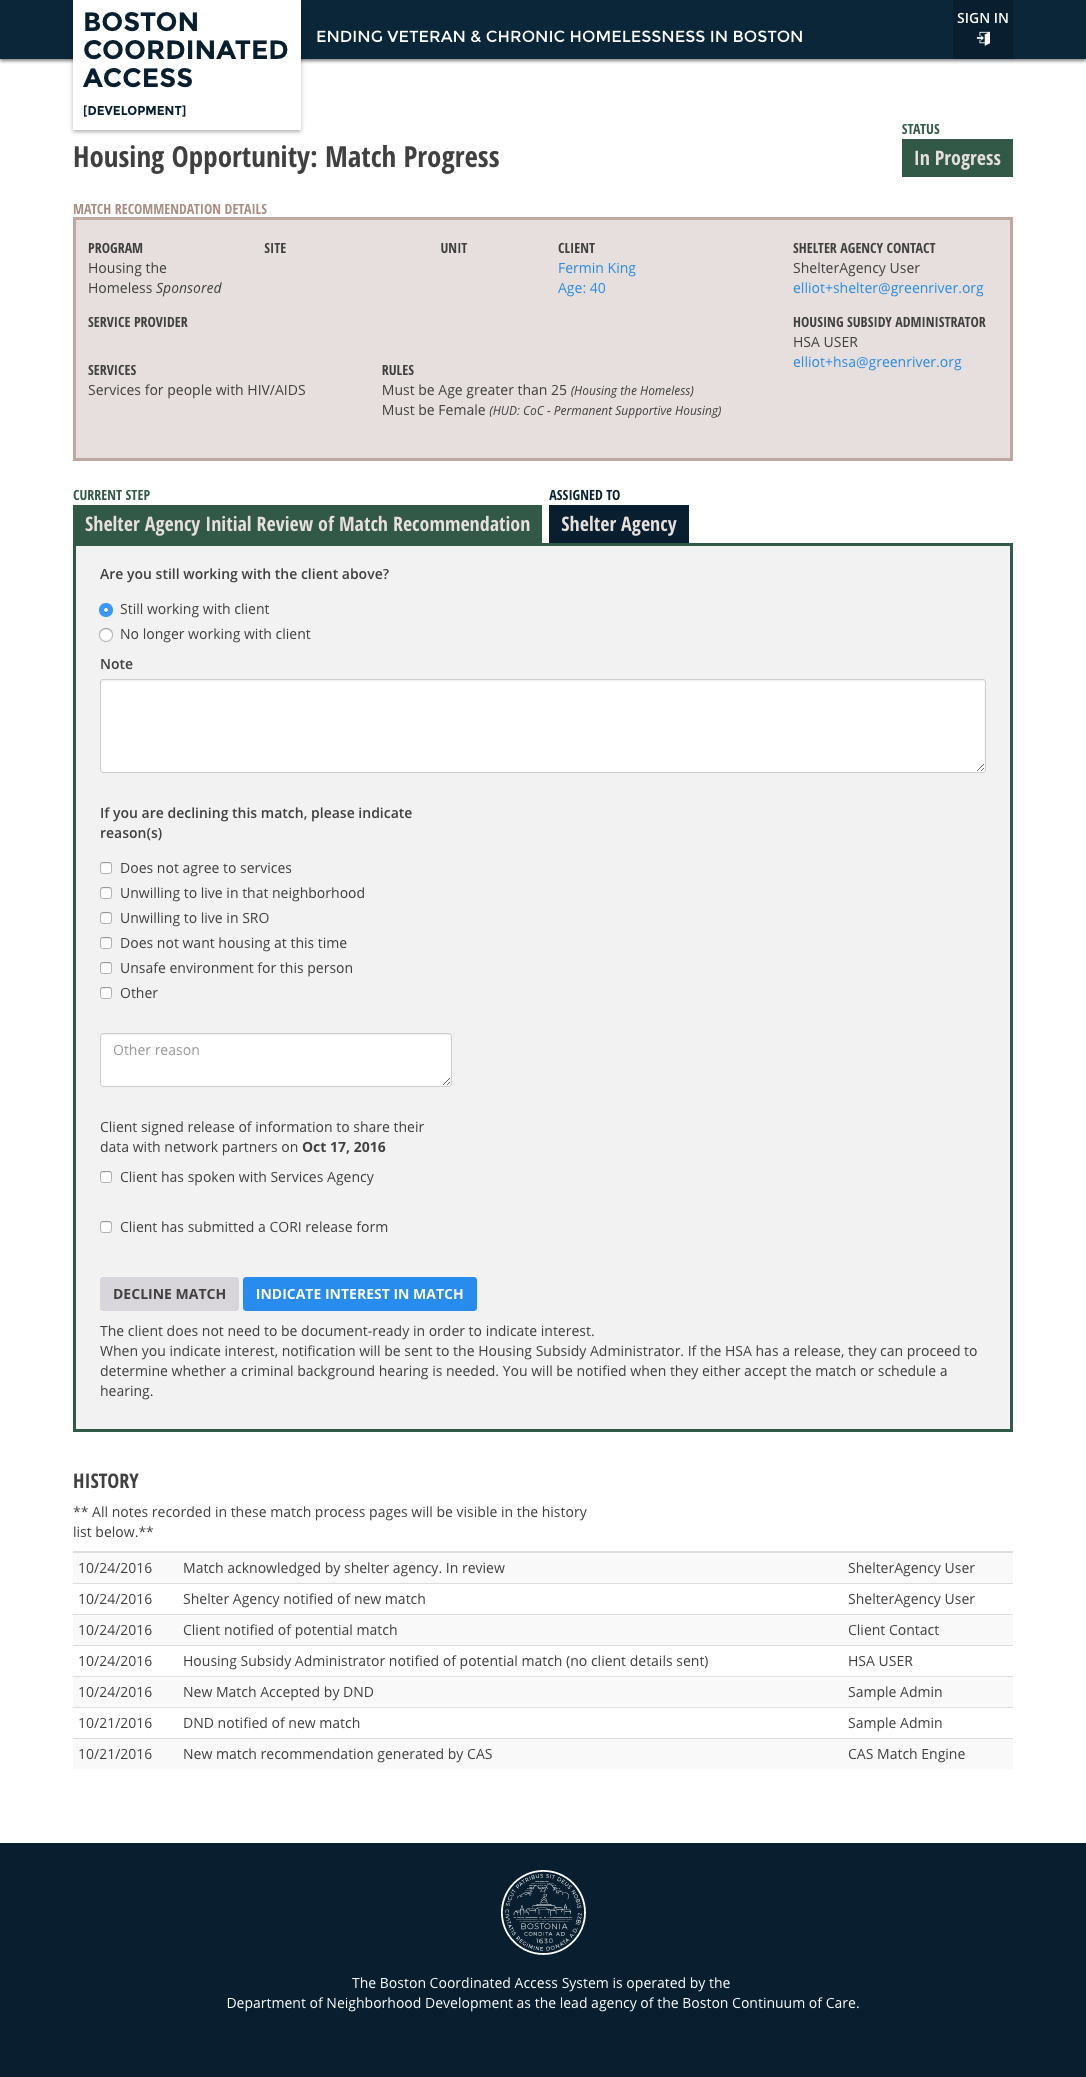 BOSTON
COORDINATED
ACCESS
[DEVELOPMENT]
ENDING VETERAN & CHRONIC HOMELESSNESS IN BOSTON
SIGN IN
Housing Opportunity: Match Progress
STATUS
In Progress
MATCH RECOMMENDATION DETAILS
PROGRAM
Housing the
Homeless Sponsored
SITE
UNIT
CLIENT
Fermin King
Age: 40
SHELTER AGENCY CONTACT
ShelterAgency User
elliot+shelter@greenriver.org
SERVICE PROVIDER
HOUSING SUBSIDY ADMINISTRATOR
HSA USER
elliot+hsa@greenriver.org
SERVICES
Services for people with HIV/AIDS
RULES
Must be Age greater than 25 (Housing the Homeless)
Must be Female (HUD: CoC - Permanent Supportive Housing)
CURRENT STEP
Shelter Agency Initial Review of Match Recommendation
ASSIGNED TO
Shelter Agency
Are you still working with the client above?
Still working with client
No longer working with client
Note
If you are declining this match, please indicate
reason(s)
Does not agree to services
Unwilling to live in that neighborhood
Unwilling to live in SRO
Does not want housing at this time
Unsafe environment for this person
Other
Other reason
Client signed release of information to share their
data with network partners on Oct 17, 2016
Client has spoken with Services Agency
Client has submitted a CORI release form
DECLINE MATCH
INDICATE INTEREST IN MATCH
The client does not need to be document-ready in order to indicate interest.
When you indicate interest, notification will be sent to the Housing Subsidy Administrator. If the HSA has a release, they can proceed to
determine whether a criminal background hearing is needed. You will be notified when they either accept the match or schedule a
hearing.
HISTORY
** All notes recorded in these match process pages will be visible in the history
list below.**
10/24/2016 Match acknowledged by shelter agency. In review ShelterAgency User
10/24/2016 Shelter Agency notified of new match ShelterAgency User
10/24/2016 Client notified of potential match Client Contact
10/24/2016 Housing Subsidy Administrator notified of potential match (no client details sent) HSA USER
10/24/2016 New Match Accepted by DND Sample Admin
10/21/2016 DND notified of new match Sample Admin
10/21/2016 New match recommendation generated by CAS CAS Match Engine
SICUT PATRIBUS SIT DEUS NOBIS
BOSTONIA
CONDITA AD
1630
CIVITATIS REGIMINE DONATA A.D. 1822
The Boston Coordinated Access System is operated by the
Department of Neighborhood Development as the lead agency of the Boston Continuum of Care.